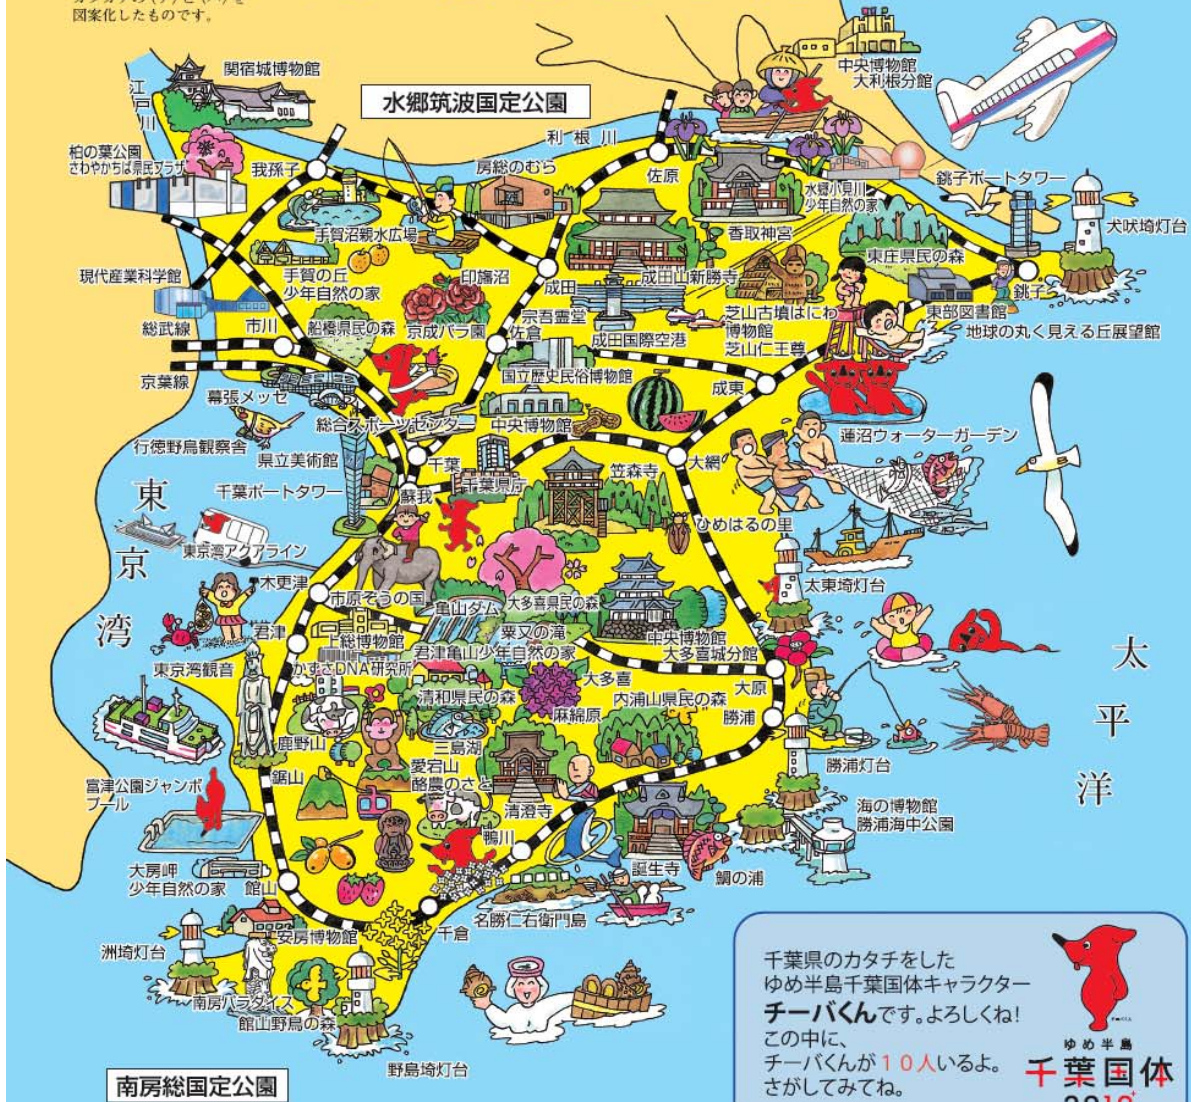 図案化したものです。
関宿城博物館
江戸川
水郷筑波国定公園
利根川
中央博物館
大利根分館
柏の葉公園
さわやかちば県民プラザ
我孫子
房総のむら
佐原
水郷小見川
少年自然の家
銚子ポートタワー
犬吠埼灯台
手賀沼親水広場
香取神宮
東庄県民の森
現代産業科学館
手賀の丘
少年自然の家
印旛沼
成田
成田山新勝寺
銚子
東部図書館
総武線
市川
船橋県民の森
京成バラ園
佐倉
宗吾霊堂
成田国際空港
芝山古墳はにわ
博物館
芝山仁王尊
地球の丸く見える丘展望館
京葉線
幕張メッセ
国立歴史民俗博物館
成東
総合スポーツセンター
中央博物館
蓮沼ウォーターガーデン
行徳野鳥観察舎
県立美術館
千葉
大網
笠森寺
千葉ポートタワー
蘇我
千葉県庁
ひめはるの里
東京湾
東京湾アクアライン
木更津
市原ぞうの国
亀山ダム
大多喜県民の森
太東埼灯台
君津
上総博物館
粟又の滝
中央博物館
大多喜城分館
君津亀山少年自然の家
東京湾観音
かずさDNA研究所
大多喜
大原
太平洋
清和県民の森
麻綿原
内浦山県民の森
勝浦
鹿野山
三島湖
勝浦灯台
鋸山
愛宕山
酪農のさと
富津公園ジャンボ
プール
清澄寺
海の博物館
勝浦海中公園
鴨川
大房岬
少年自然の家
館山
誕生寺
鯛の浦
名勝仁右衛門島
洲埼灯台
安房博物館
千倉
南房パラダイス
館山野鳥の森
野島埼灯台
南房総国定公園
千葉県のカタチをした
ゆめ半島千葉国体キャラクター
チーバくんです。よろしくね!
この中に、
チーバくんが10人いるよ。
さがしてみてね。
ゆめ半島
千葉国体